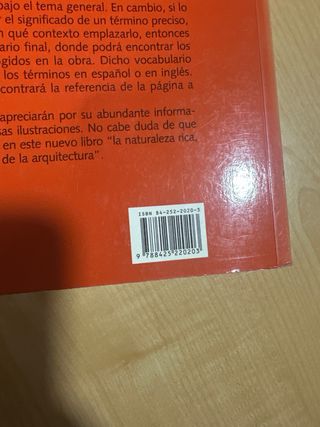 bajo el tema general. En cambio, si lo
r el significado de un término preciso,
n qué contexto emplazarlo, entonces
ario final, donde podrá encontrar los
gidos en la obra. Dicho vocabulario
los términos en español o en inglés.
contrará la referencia de la página a
apreciarán por su abundante informa-
sas ilustraciones. No cabe duda de que
en este nuevo libro “la naturaleza rica,
de la arquitectura”.
ISBN 84-252-2020-3
9 788425 220203